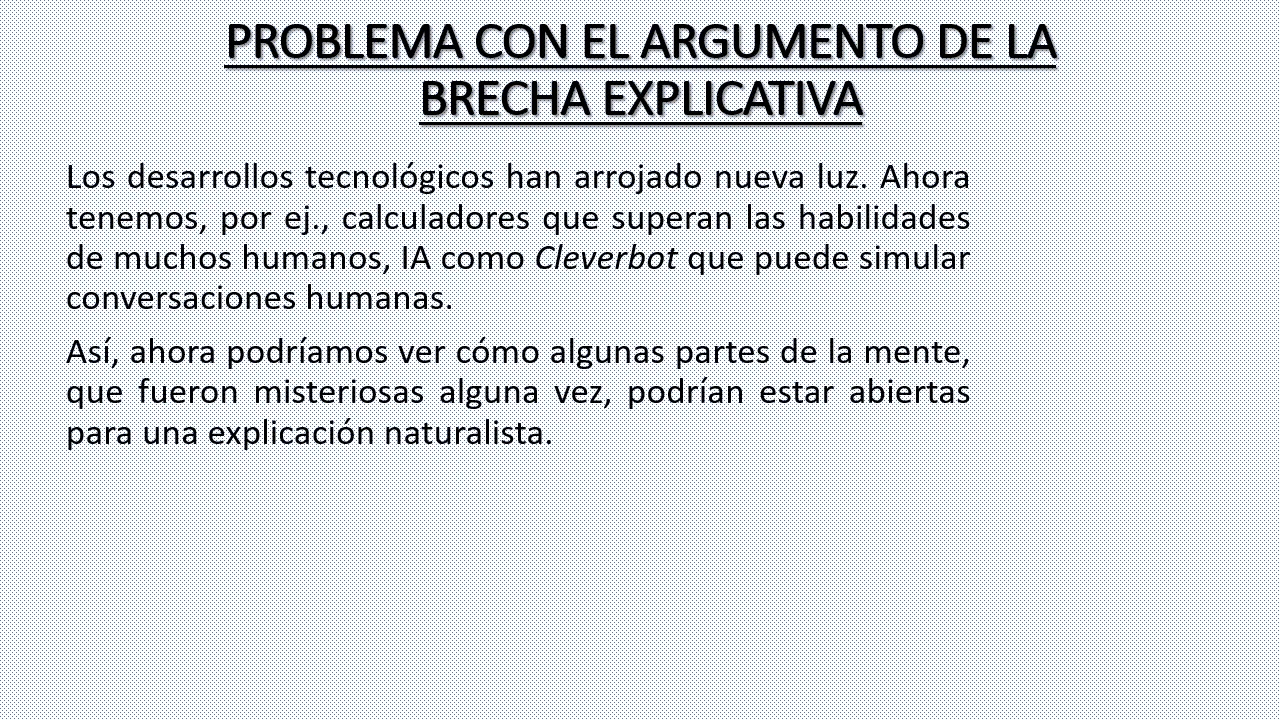 PROBLEMA CON EL ARGUMENTO DE LA
BRECHA EXPLICATIVA
Los desarrollos tecnológicos han arrojado nueva luz. Ahora
tenemos, por ej., calculadores que superan las habilidades
de muchos humanos, IA como Cleverbot que puede simular
conversaciones humanas.
Así, ahora podríamos ver cómo algunas partes de la mente,
que fueron misteriosas alguna vez, podrían estar abiertas
para una explicación naturalista.